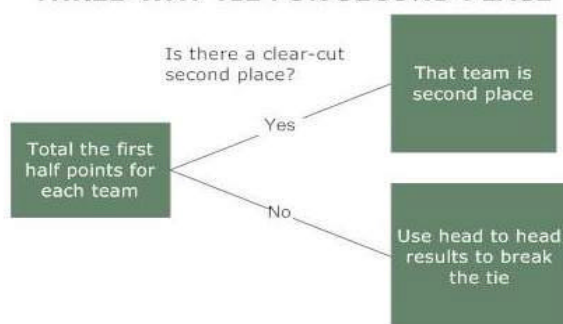 Is there a clear-cut
second place?
That team is
second place
Yes
Total the first
half points for
each team
No
Use head to head
results to break
the tie